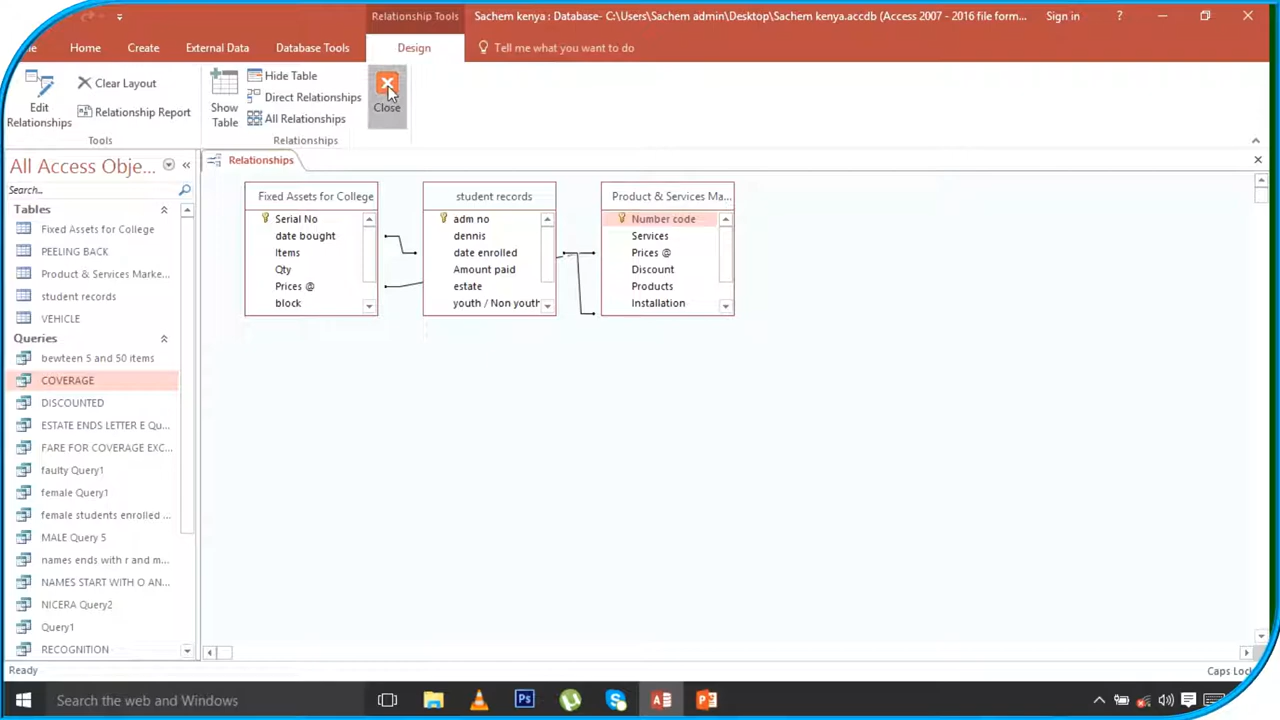 Relationship Tools
Sachem kenya : Database- C:\Users\Sachem admin\Desktop\Sachem kenya.accdb (Access 2007 - 2016 file form...
Sign in
?
Home
Create
External Data
Database Tools
Design
Tell me what you want to do
Edit
Relationships
Clear Layout
Relationship Report
Tools
Show
Table
Hide Table
Direct Relationships
All Relationships
Relationships
Close
All Access Obje...
Search...
Tables
Fixed Assets for College
PEELING BACK
Product & Services Marke...
student records
VEHICLE
Queries
bewteen 5 and 50 items
COVERAGE
DISCOUNTED
ESTATE ENDS LETTER E Qu...
FARE FOR COVERAGE EXC...
faulty Query1
female Query1
female students enrolled ...
MALE Query 5
names ends with r and m...
NAMES START WITH O AN...
NICERA Query2
Query1
RECOGNITION
Relationships
Fixed Assets for College
Serial No
date bought
Items
Qty
Prices @
block
student records
adm no
dennis
date enrolled
Amount paid
estate
youth / Non youth
Product & Services Ma...
Number code
Services
Prices @
Discount
Products
Installation
Ready
Caps Loc
Search the web and Windows
Ps